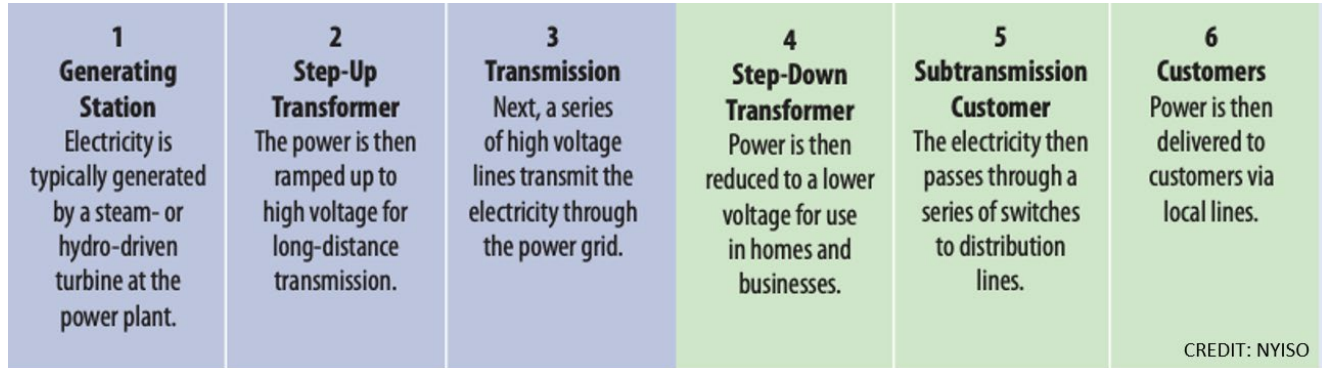 1
Generating
Station
Electricity is
typically generated
by a steam- or
hydro-driven
turbine at the
power plant.
2
Step-Up
Transformer
The power is then
ramped up to
high voltage for
long-distance
transmission.
3
Transmission
Next, a series
of high voltage
lines transmit the
electricity through
the power grid.
4
Step-Down
Transformer
Power is then
reduced to a lower
voltage for use
in homes and
businesses.
5
Subtransmission
Customer
The electricity then
passes through a
series of switches
to distribution
lines.
6
Customers
Power is then
delivered to
customers via
local lines.
CREDIT: NYISO